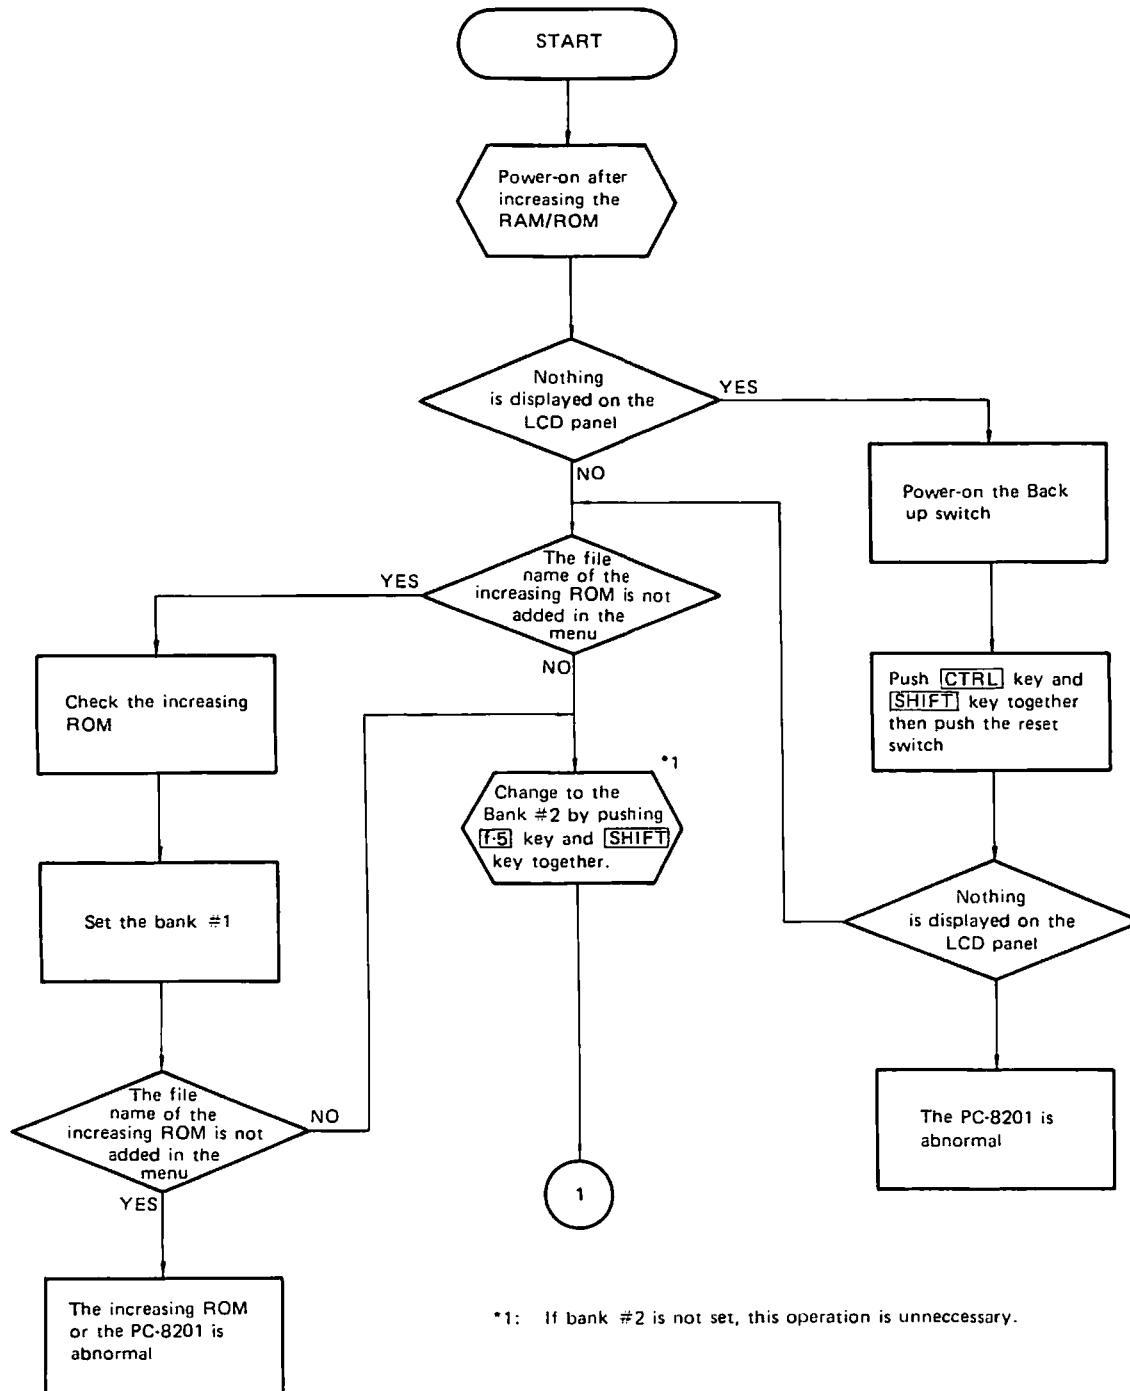 START
Power-on after
increasing the
RAM/ROM
Nothing
is displayed on the
LCD panel
YES
NO
Power-on the Back
up switch
The file
name of the
increasing ROM is not
added in the
menu
YES
NO
Check the increasing
ROM
Push CTRL key and
SHIFT key together
then push the reset
switch
*1
Change to the
Bank #2 by pushing
f·5 key and SHIFT
key together.
Set the bank #1
Nothing
is displayed on the
LCD panel
The file
name of the
increasing ROM is not
added in the
menu
NO
YES
The PC-8201 is
abnormal
1
The increasing ROM
or the PC-8201 is
abnormal
*1: If bank #2 is not set, this operation is unneccessary.